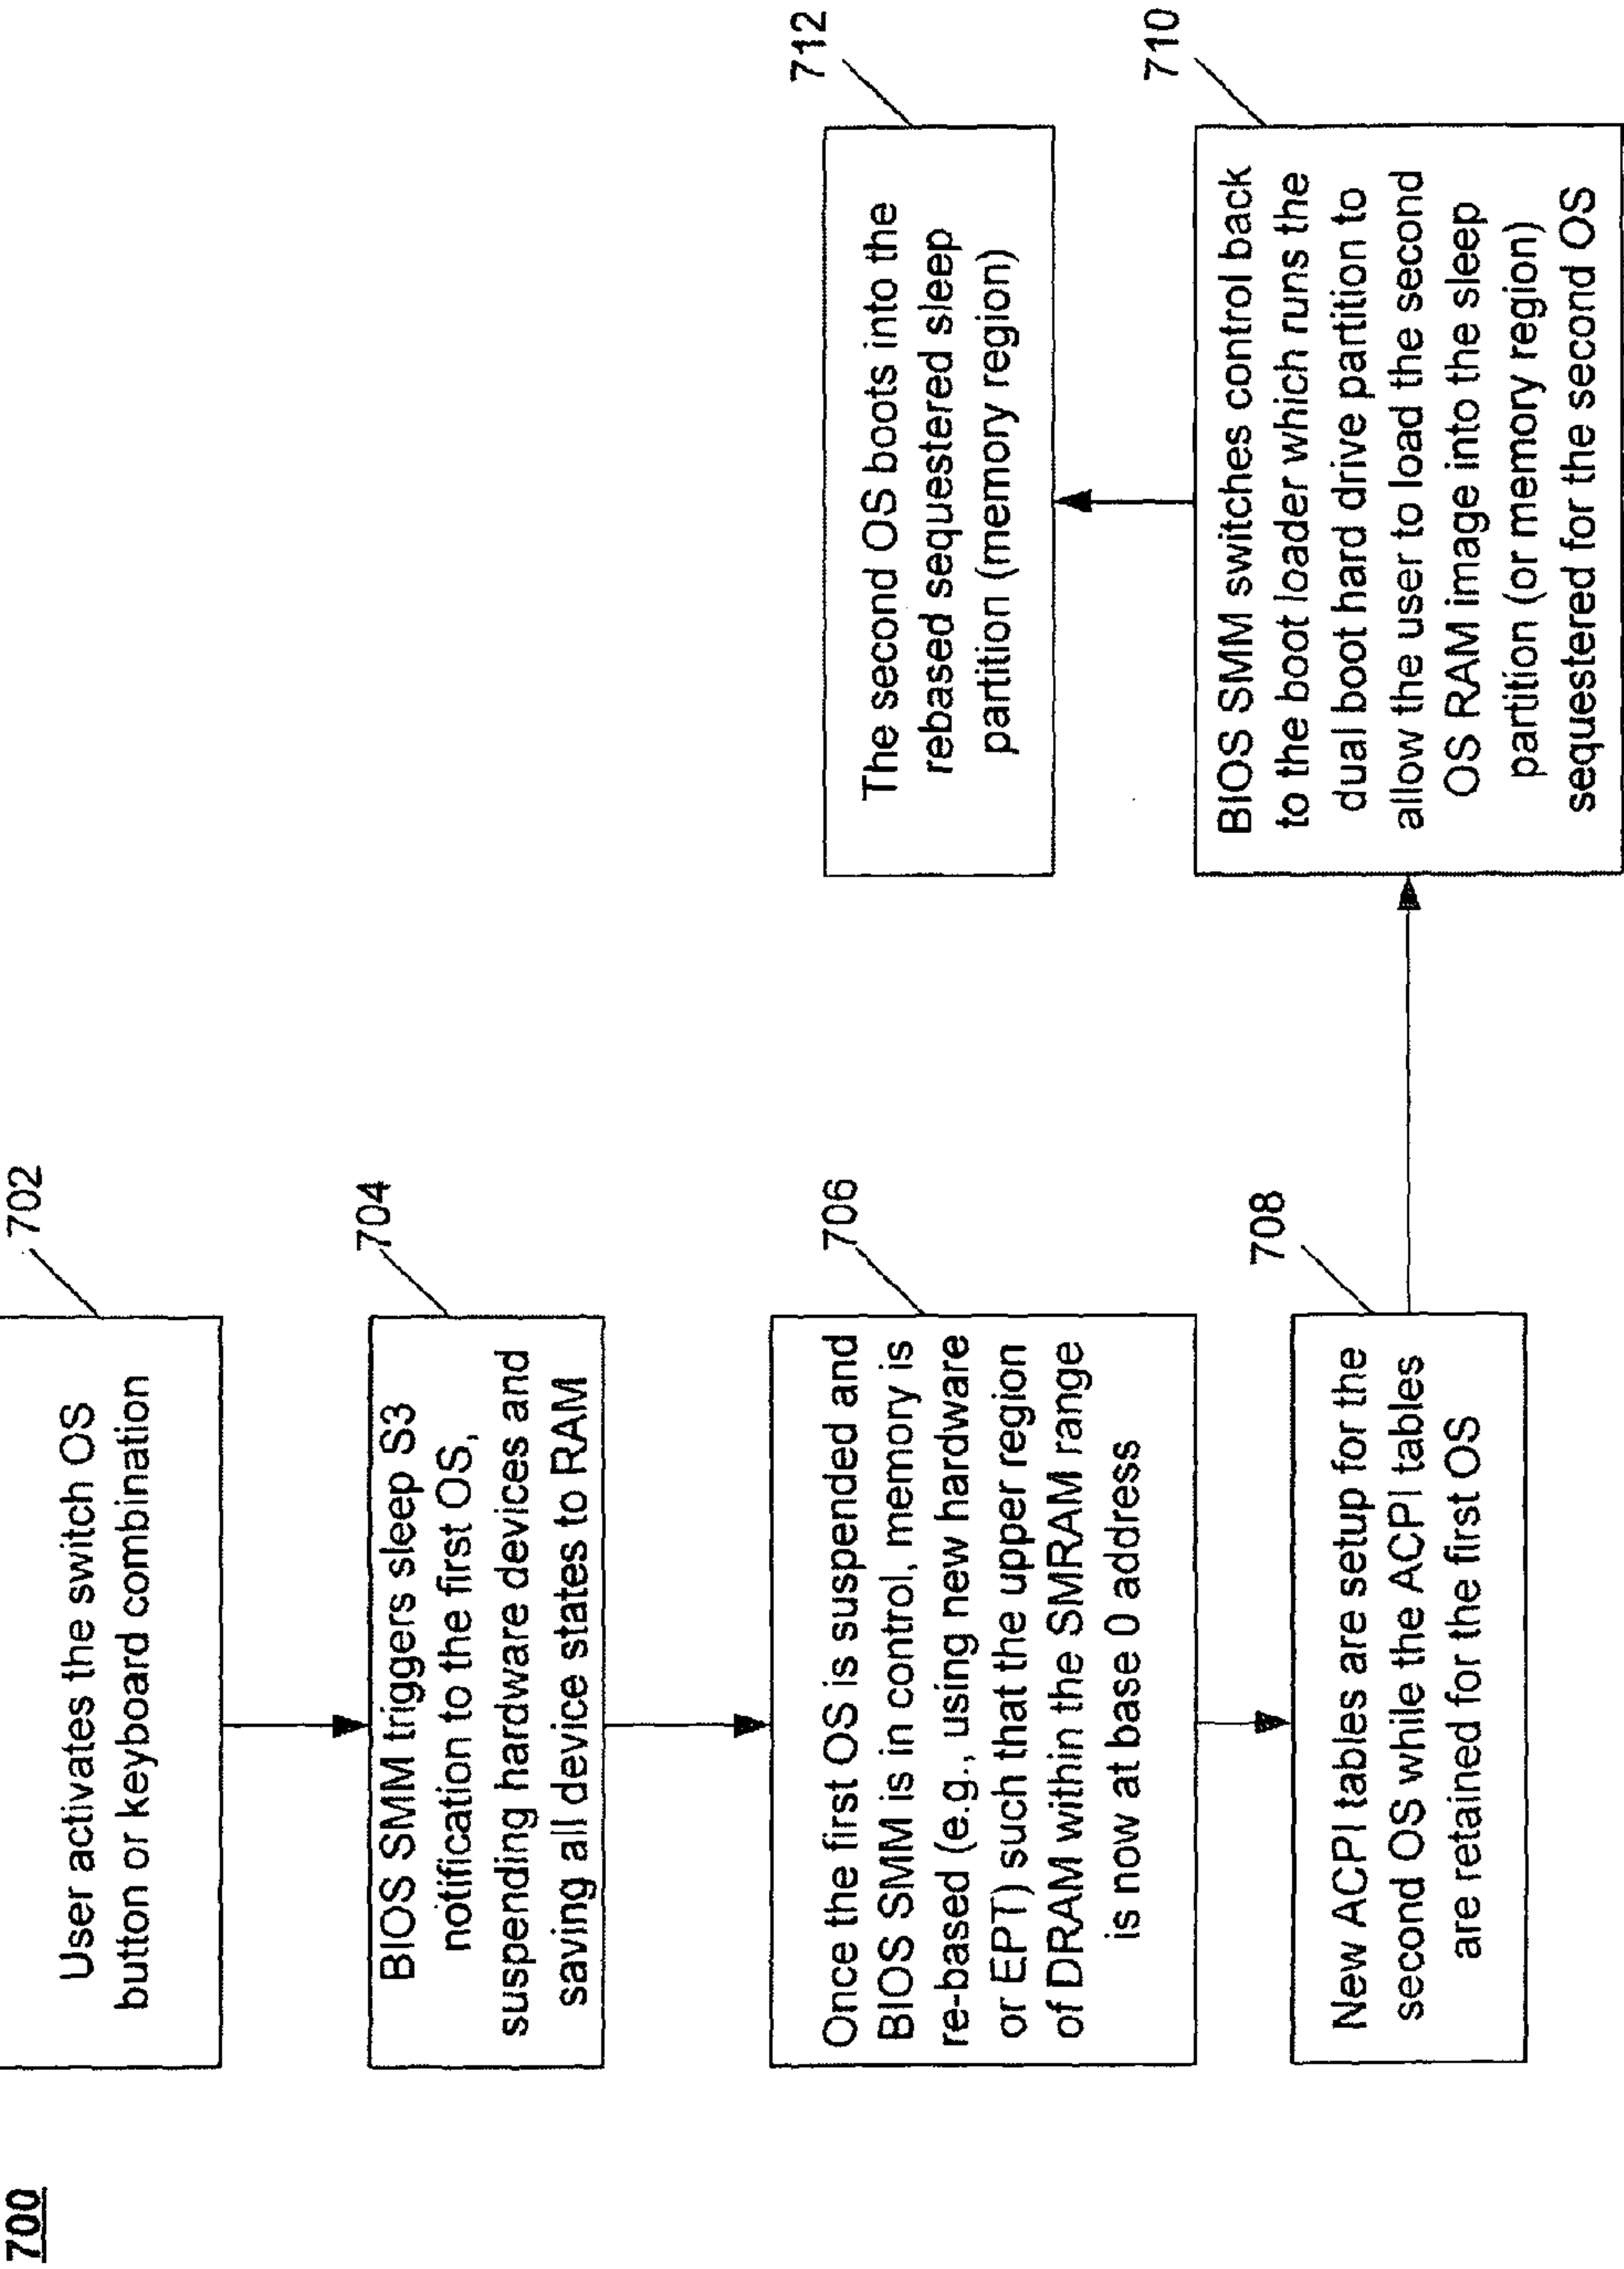 700
702
User activates the switch OS
button or keyboard combination
704
BIOS SMM triggers sleep S3
notification to the first OS,
suspending hardware devices and
saving all device states to RAM
706
Once the first OS is suspended and
BIOS SMM is in control, memory is
re-based (e.g., using new hardware
or EPT) such that the upper region
of DRAM within the SMRAM range
is now at base 0 address
708
New ACPI tables are setup for the
second OS while the ACPI tables
are retained for the first OS
710
BIOS SMM switches control back
to the boot loader which runs the
dual boot hard drive partition to
allow the user to load the second
OS RAM image into the sleep
partition (or memory region)
sequestered for the second OS
712
The second OS boots into the
rebased sequestered sleep
partition (memory region)